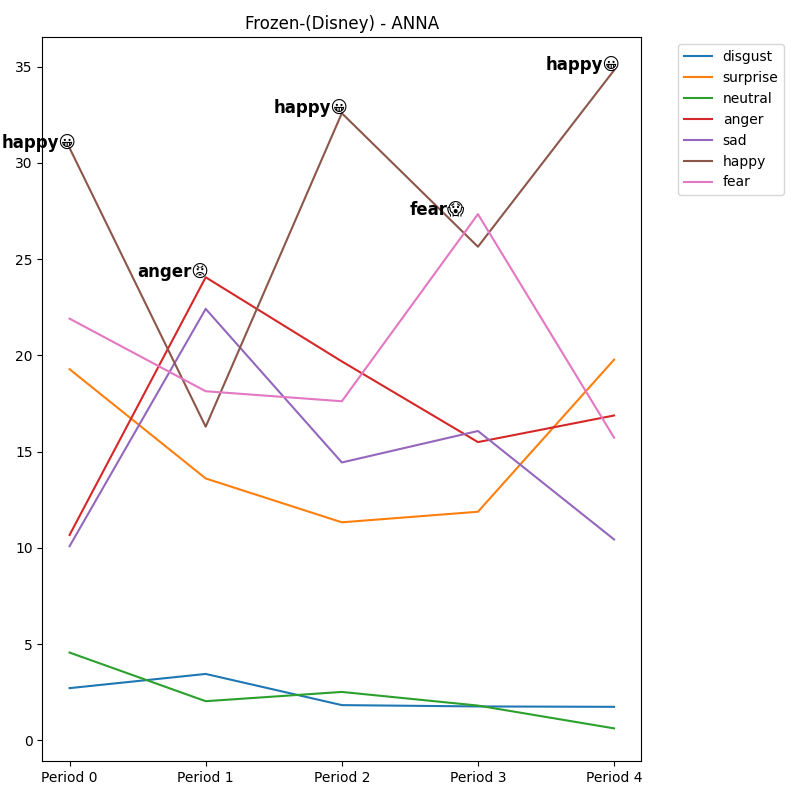 Frozen-(Disney) - ANNA
35
30
25
20
15
10
5
0
happy😀
anger😡
happy😀
fear😱
happy😀
Period 0
Period 1
Period 2
Period 3
Period 4
disgust
surprise
neutral
anger
sad
happy
fear